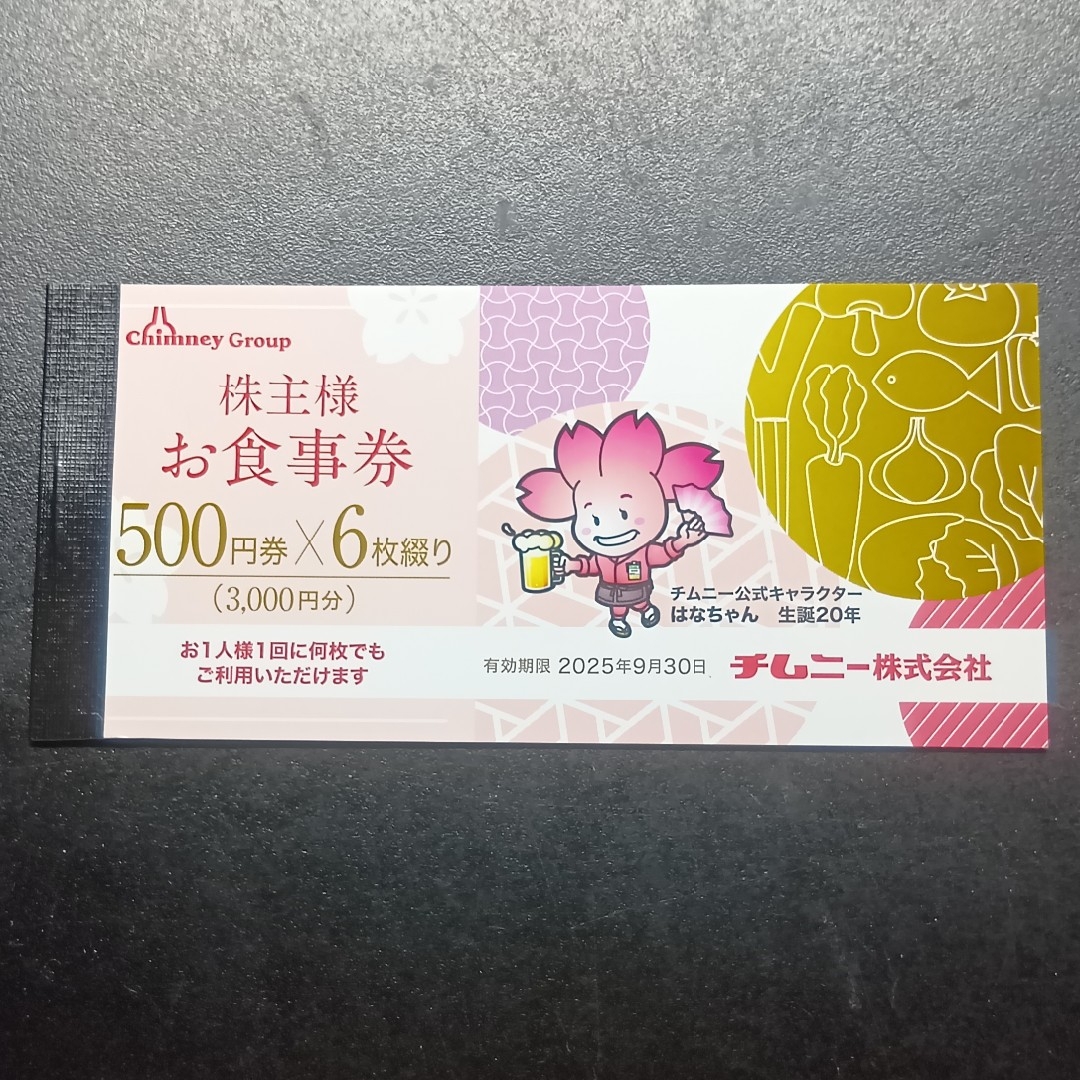 Chimney Group
株主様
お食事券
500円券×6枚綴り
(3,000円分)
お1人様1回に何枚でも
ご利用いただけます
チムニー公式キャラクター
はなちゃん 生誕20年
有効期限 2025年9月30日
チムニー株式会社